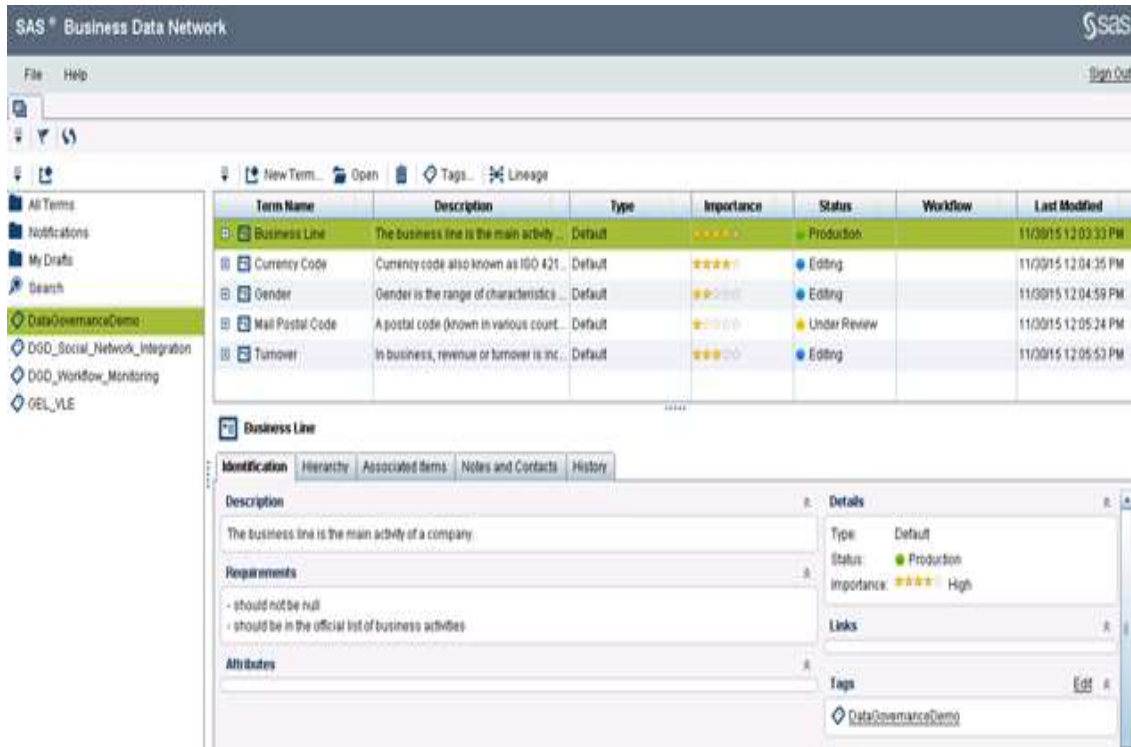 SAS ® Business Data Network
sas
File Help
Sign Out
New Term... Open Tags... Lineage
All Terms
Notifications
My Drafts
Search
DataGovernanceDemo
DGD_Social_Network_Integration
DGD_Workflow_Monitoring
GEL_VLE
Term Name Description Type Importance Status Workflow Last Modified
Business Line The business line is the main activity ... Default Production 11/30/15 12:03:33 PM
Currency Code Currency code also known as ISO 421... Default Editing 11/30/15 12:04:35 PM
Gender Gender is the range of characteristics ... Default Editing 11/30/15 12:04:59 PM
Mail Postal Code A postal code (known in various count... Default Under Review 11/30/15 12:05:24 PM
Turnover In business, revenue or turnover is inc... Default Editing 11/30/15 12:05:53 PM
Business Line
Identification Hierarchy Associated Items Notes and Contacts History
Description
The business line is the main activity of a company.
Requirements
- should not be null
- should be in the official list of business activities
Attributes
Details
Type: Default
Status: Production
Importance: High
Links
Tags Edit
DataGovernanceDemo